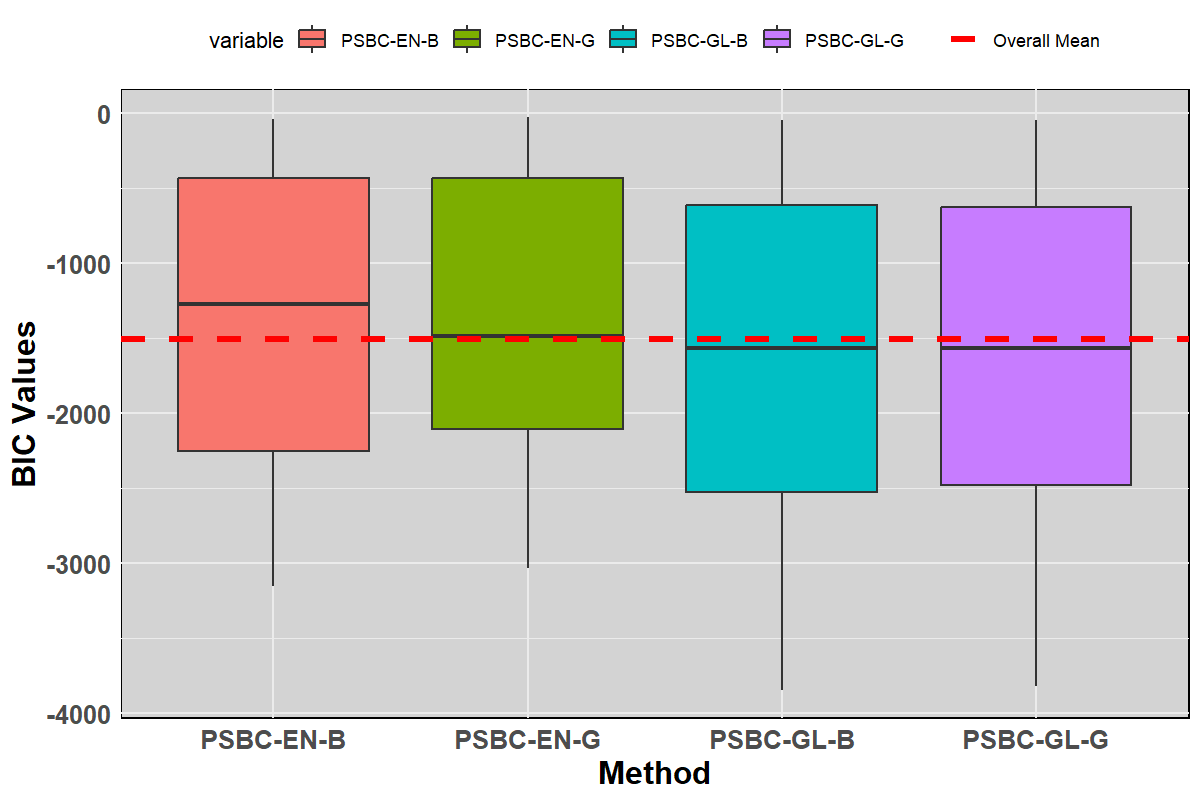 variable PSBC-EN-B PSBC-EN-G PSBC-GL-B PSBC-GL-G Overall Mean
0
-1000
-2000
-3000
-4000
BIC Values
PSBC-EN-B PSBC-EN-G PSBC-GL-B PSBC-GL-G
Method